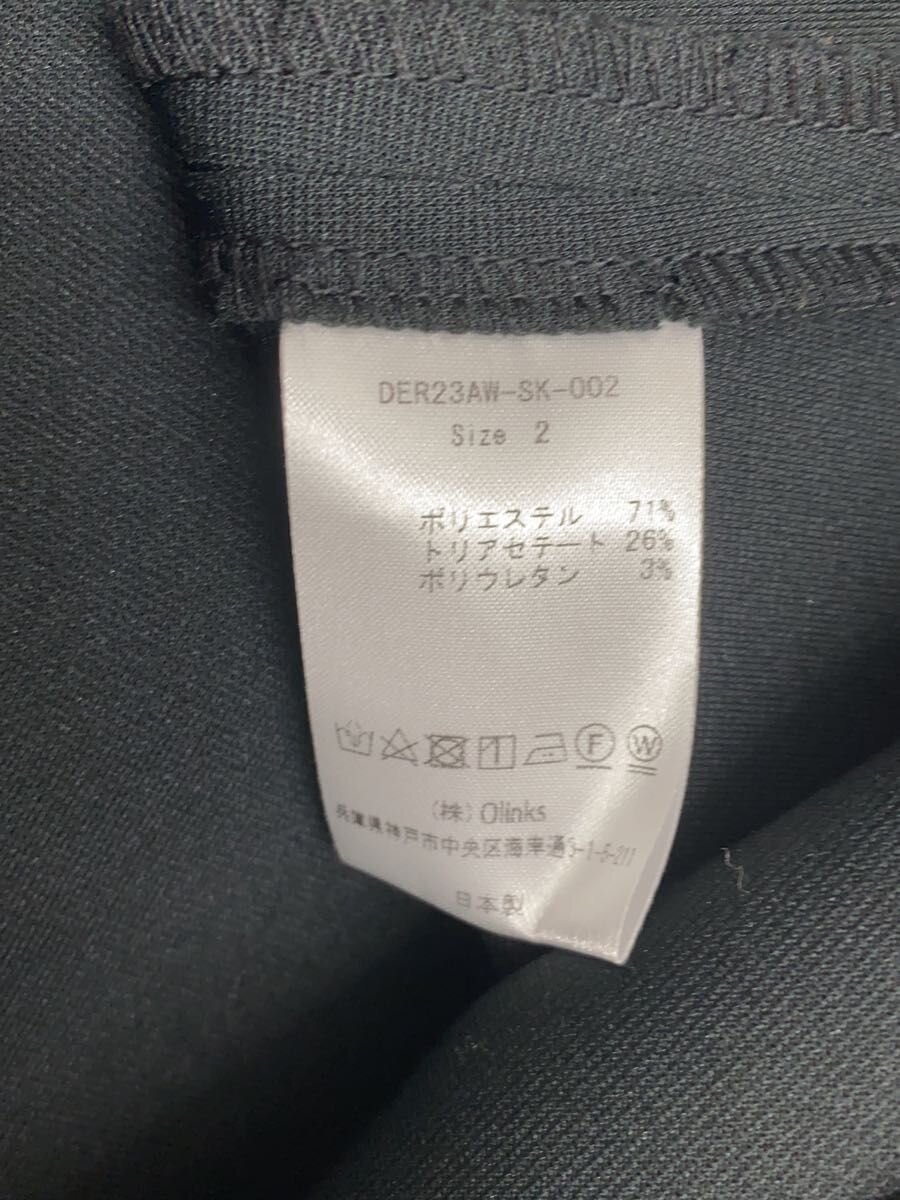 DER23AW-SK-002
Size 2
ポリエステル 71%
トリアセテート 26%
ポリウレタン 3%
F W
(株) Olinks
兵庫県神戸市中央区海岸通5-1-5-211
日本製